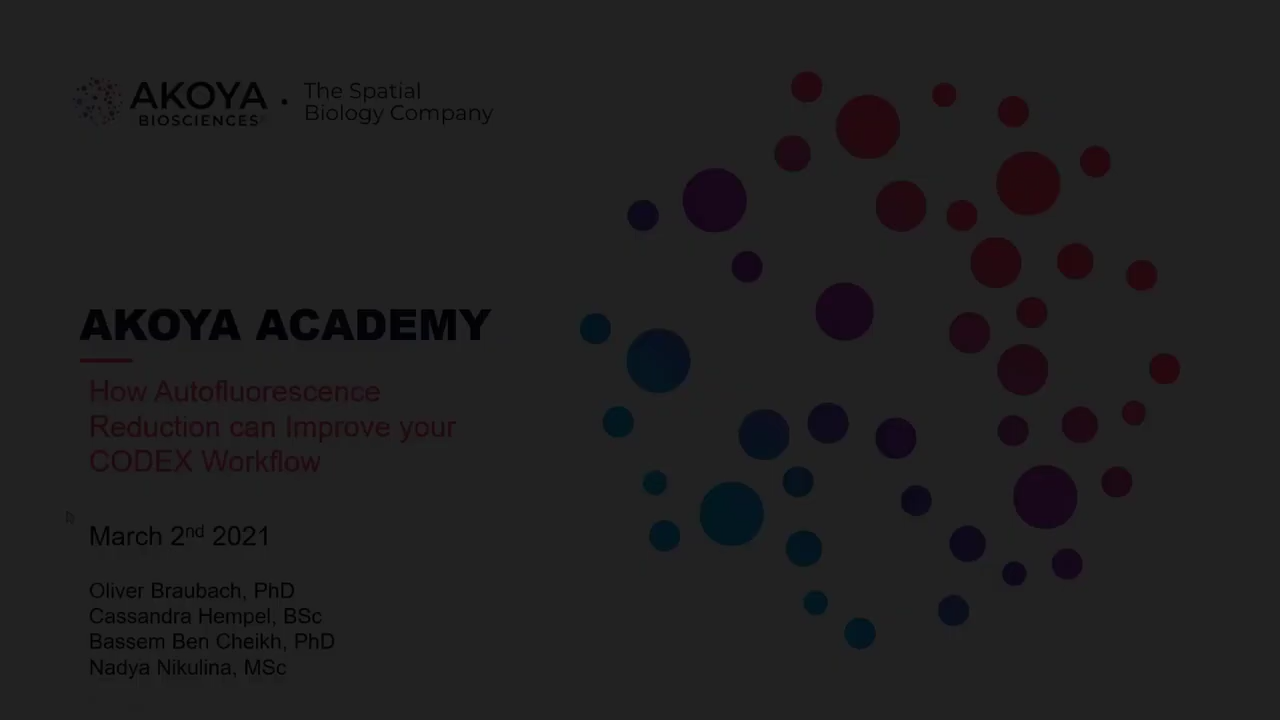 AKOYA
BIOSCIENCES
The Spatial
Biology Company
AKOYA ACADEMY
How Autofluorescence
Reduction can Improve your
CODEX Workflow
March 2nd 2021
Oliver Braubach, PhD
Cassandra Hempel, BSc
Bassem Ben Cheikh, PhD
Nadya Nikulina, MSc